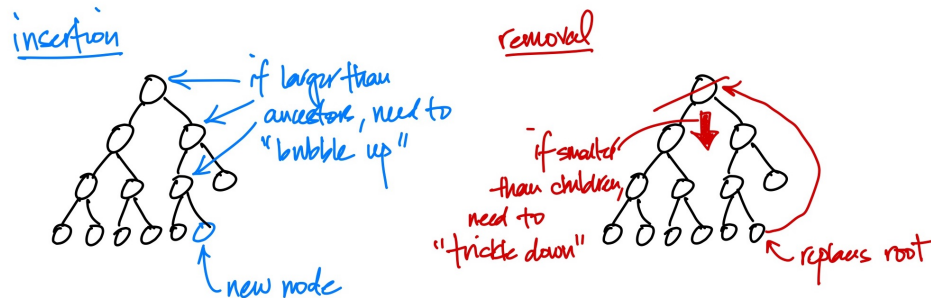 insertion
if larger than
ancestors, need to
"bubble up"
new node
removal
if smaller
than children,
need to
"trickle down"
replaces root